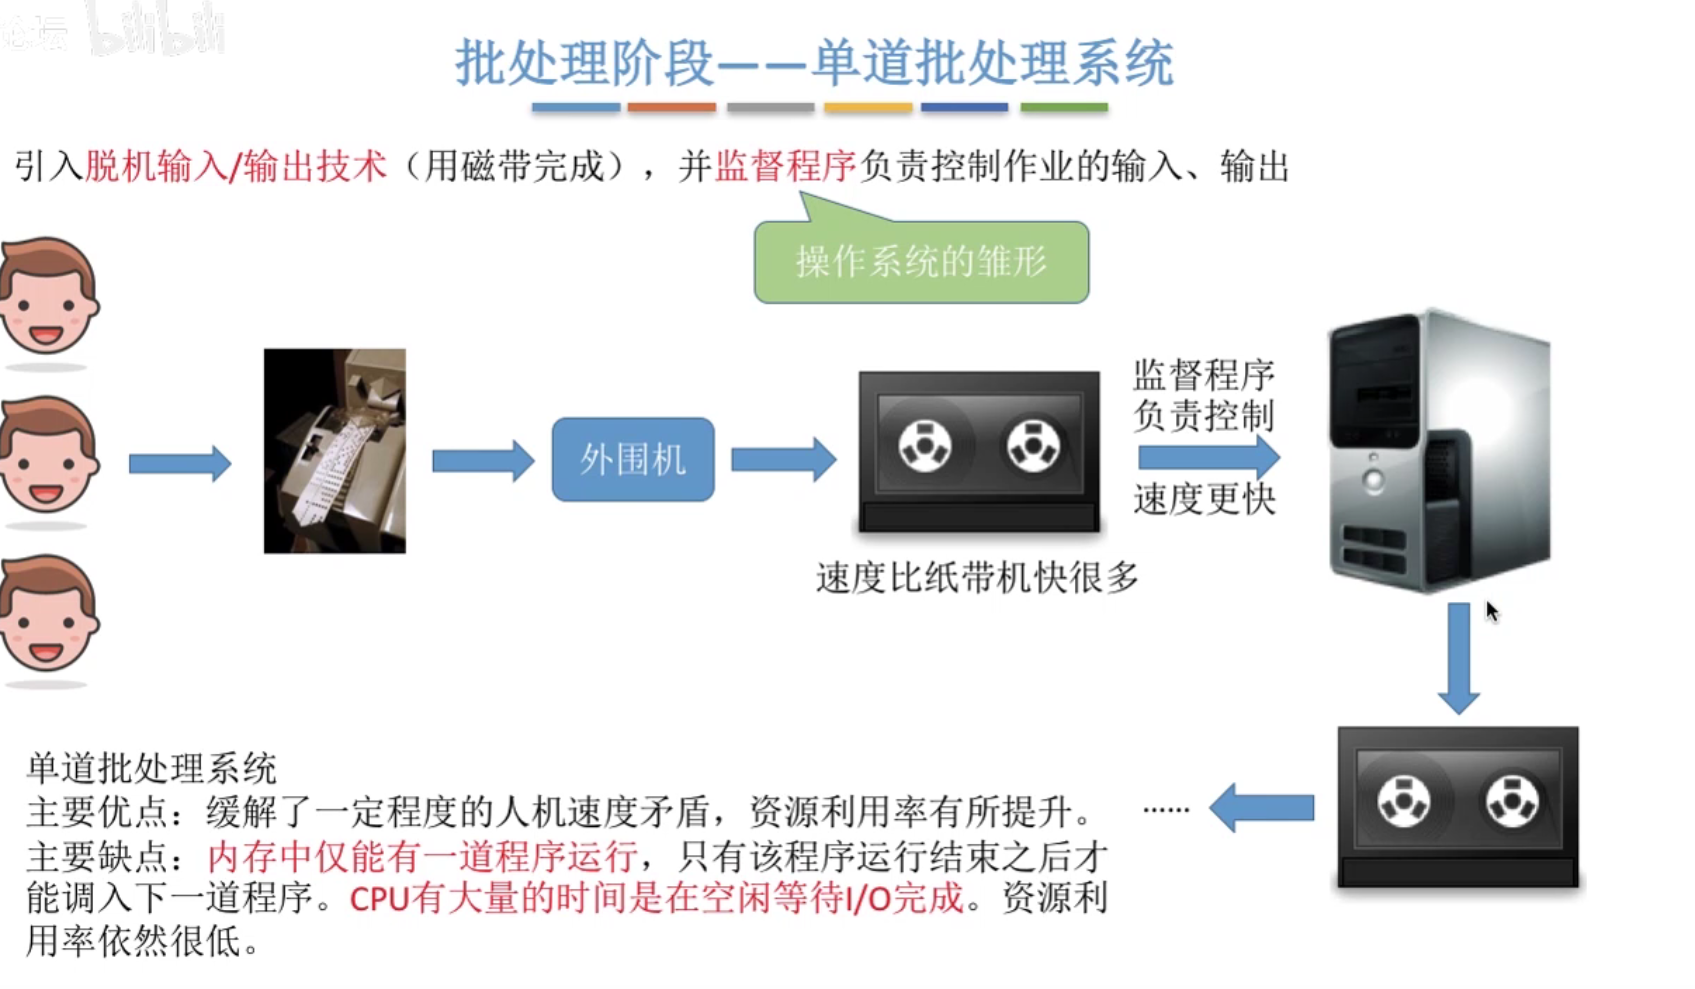 论坛 bilibili
批处理阶段——单道批处理系统
引入脱机输入/输出技术（用磁带完成），并监督程序负责控制作业的输入、输出
操作系统的雏形
外围机
监督程序
负责控制
速度更快
速度比纸带机快很多
单道批处理系统
主要优点：缓解了一定程度的人机速度矛盾，资源利用率有所提升。
主要缺点：内存中仅能有一道程序运行，只有该程序运行结束之后才
能调入下一道程序。CPU有大量的时间是在空闲等待I/O完成。资源利
用率依然很低。
……